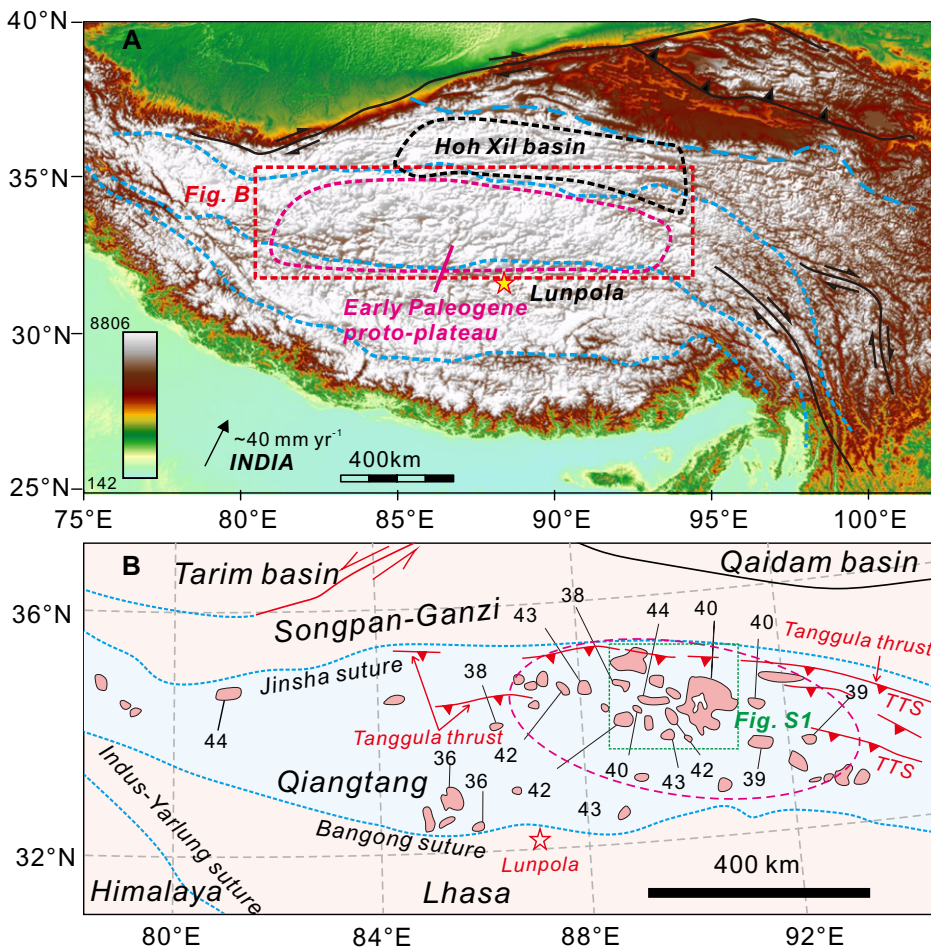 40°N
A
Hoh Xil basin
35°N
Fig. B
Lunpola
Early Paleogene
proto-plateau
30°N
8806
~40 mm yr-1
INDIA
400km
142
25°N
75°E
80°E
85°E
90°E
95°E
100°E
B
Qaidam basin
Tarim basin
38
44
40
43
40
36°N
Songpan-Ganzi
Tanggula thrust
Jinsha suture
38
39
TTS
Fig. S1
44
Tanggula thrust
42
TTS
36
40
42
Qiangtang
36
42
43
39
43
Indus-Yarlung suture
Bangong suture
32°N
Lunpola
400 km
Himalaya
Lhasa
80°E
84°E
88°E
92°E